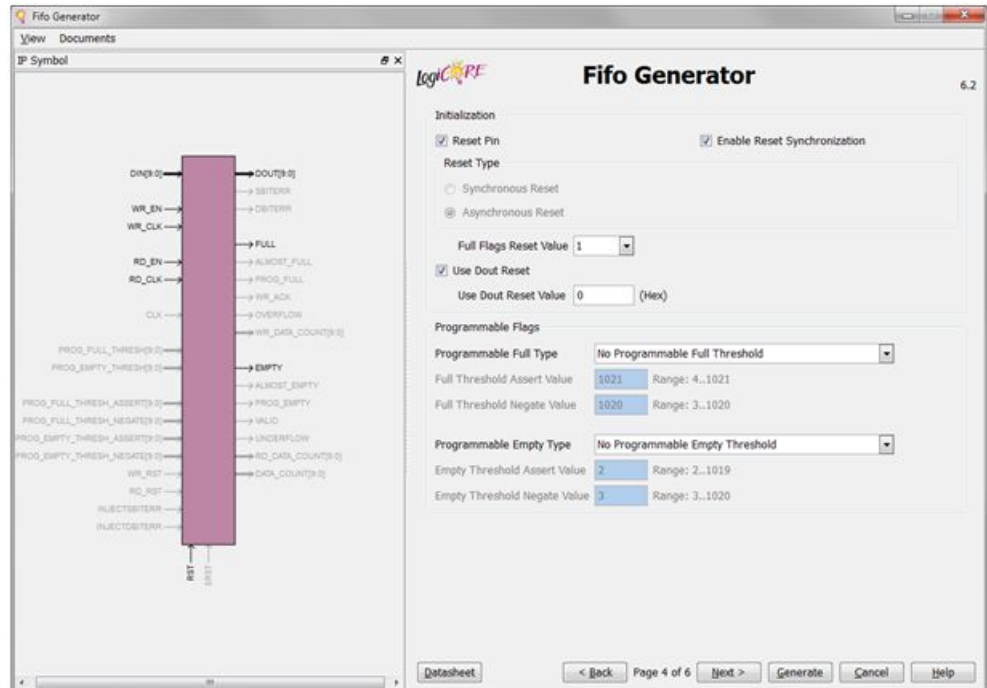 Fifo Generator
View Documents
IP Symbol
DIN[9:0]
WR_EN
WR_CLK
RD_EN
RD_CLK
CLK
PROG_FULL_THRESH[9:0]
PROG_EMPTY_THRESH[9:0]
PROG_FULL_THRESH_ASSERT[9:0]
PROG_FULL_THRESH_NEGATE[9:0]
PROG_EMPTY_THRESH_ASSERT[9:0]
PROG_EMPTY_THRESH_NEGATE[9:0]
WR_RST
RD_RST
INJECTDBITERR
INJECTSBITERR
DOUT[9:0]
SBITERR
DBITERR
FULL
ALMOST_FULL
PROG_FULL
WR_ACK
OVERFLOW
WR_DATA_COUNT[9:0]
EMPTY
ALMOST_EMPTY
PROG_EMPTY
VALID
UNDERFLOW
RD_DATA_COUNT[9:0]
DATA_COUNT[9:0]
RST
SRST
LogiCORE
Fifo Generator
6.2
Initialization
Reset Pin
Enable Reset Synchronization
Reset Type
Synchronous Reset
Asynchronous Reset
Full Flags Reset Value 1
Use Dout Reset
Use Dout Reset Value 0 (Hex)
Programmable Flags
Programmable Full Type No Programmable Full Threshold
Full Threshold Assert Value 1021 Range: 4..1021
Full Threshold Negate Value 1020 Range: 3..1020
Programmable Empty Type No Programmable Empty Threshold
Empty Threshold Assert Value 2 Range: 2..1019
Empty Threshold Negate Value 3 Range: 3..1020
Datasheet
< Back Page 4 of 6 Next > Generate Cancel Help